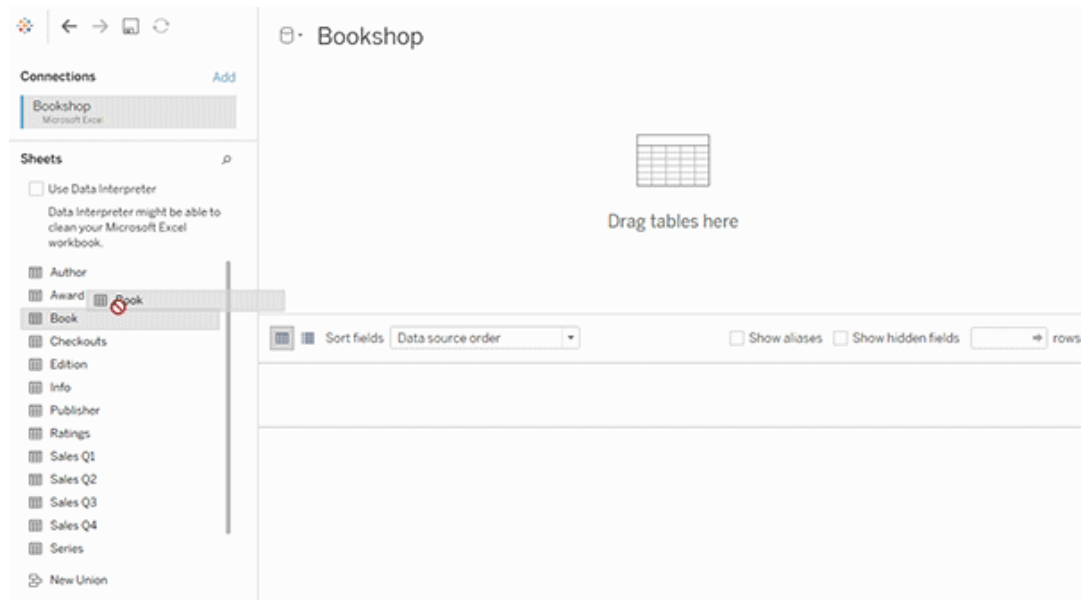 Bookshop
Connections
Add
Bookshop
Microsoft Excel
Sheets
Use Data Interpreter
Data Interpreter might be able to
clean your Microsoft Excel
workbook.
Author
Award
Book
Book
Checkouts
Edition
Info
Publisher
Ratings
Sales Q1
Sales Q2
Sales Q3
Sales Q4
Series
New Union
Drag tables here
Sort fields Data source order
Show aliases Show hidden fields rows